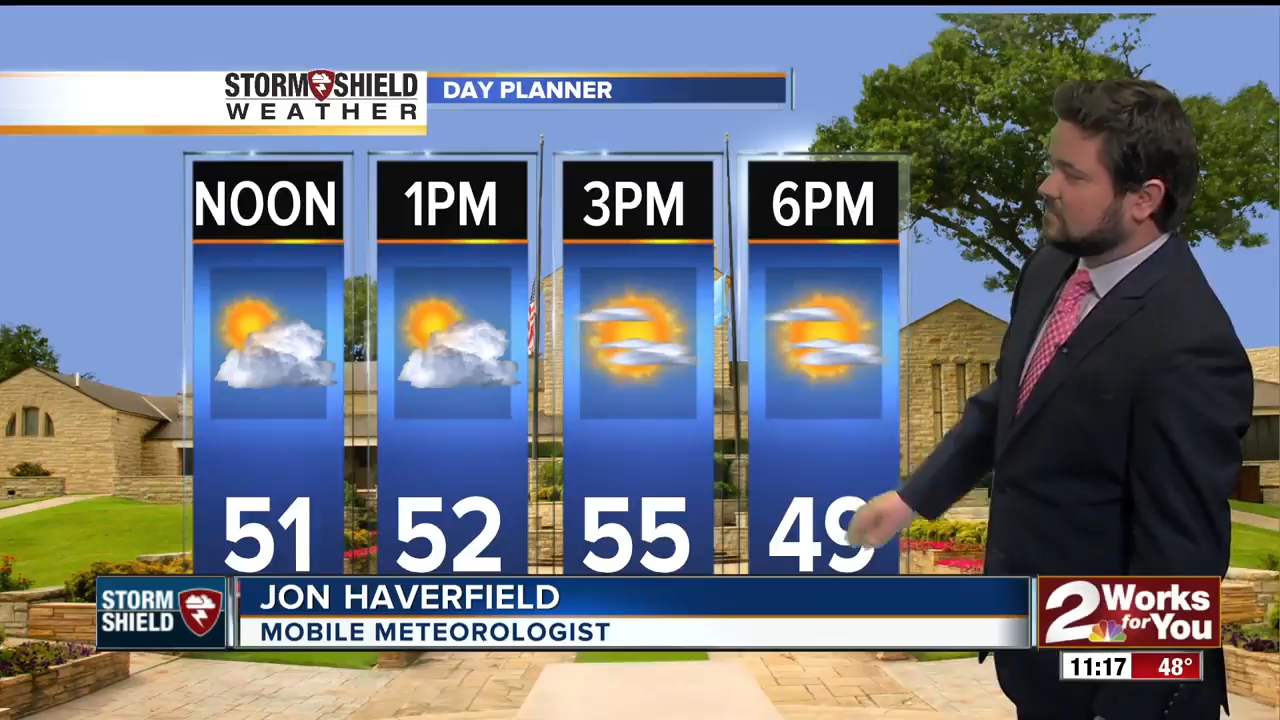 STORM SHIELD
WEATHER
DAY PLANNER
NOON
1PM
3PM
6PM
51
52
55
49
STORM
SHIELD
JON HAVERFIELD
MOBILE METEOROLOGIST
2 Works
for You
11:17 48°